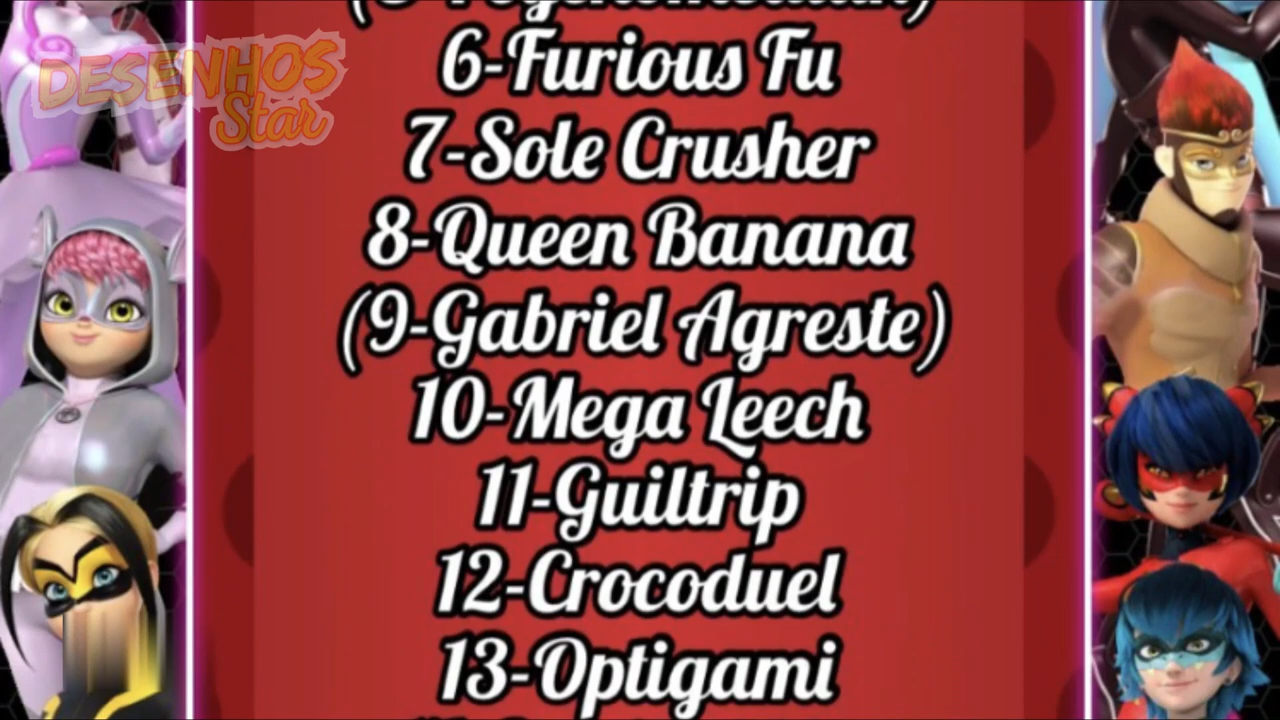 DESENHOS
Star
6-Furious Fu
7-Sole Crusher
8-Queen Banana
(9-Gabriel Agreste)
10-Mega Leech
11-Guiltrip
12-Crocoduel
13-Optigami